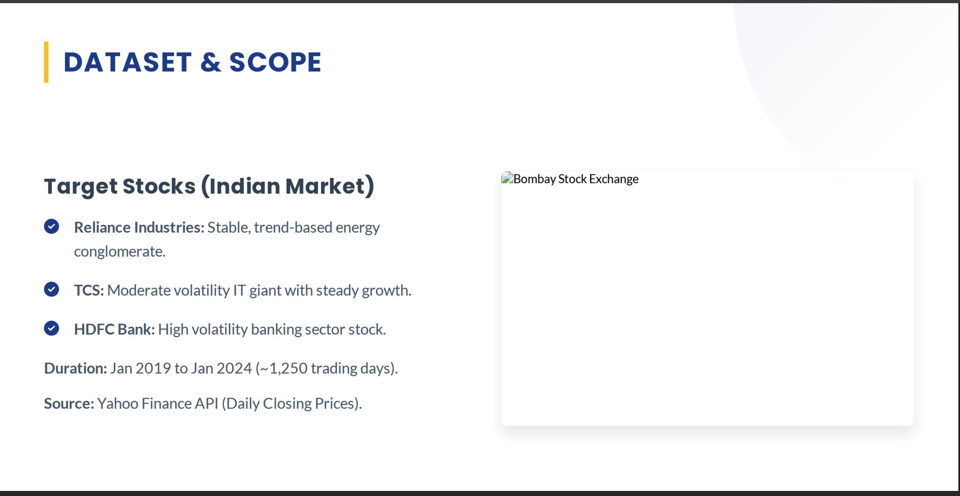 DATASET & SCOPE
Target Stocks (Indian Market)
Reliance Industries: Stable, trend-based energy
conglomerate.
TCS: Moderate volatility IT giant with steady growth.
HDFC Bank: High volatility banking sector stock.
Duration: Jan 2019 to Jan 2024 (~1,250 trading days).
Source: Yahoo Finance API (Daily Closing Prices).
Bombay Stock Exchange